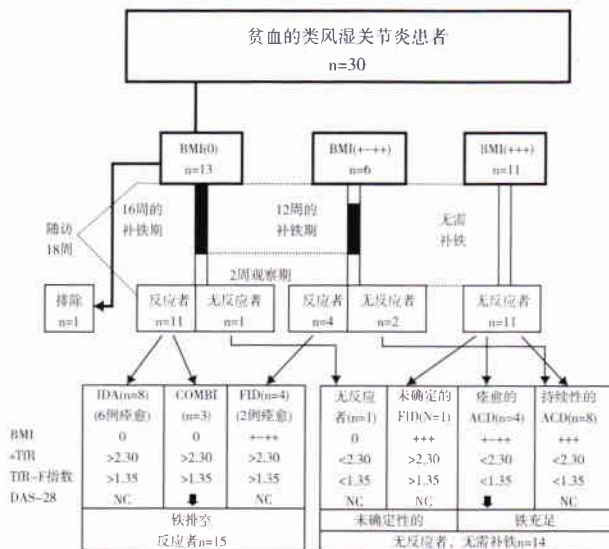 贫血的类风湿关节炎患者
n=30
BMI(0)
n=13
BMI(+-++)
n=6
BMI(+++)
n=11
随访
18周
16周的
补铁期
12周的
补铁期
无需
补铁
2周观察期
排除
n=1
反应者
n=11
无反应者
n=1
反应者
n=4
无反应者
n=2
无反应者
n=11
IDA(n=8)
(6例痊愈)
COMBI
(n=3)
FID(n=4)
(2例痊愈)
无反应
者(n=1)
未确定的
FID(N=1)
痊愈的
ACD(n=4)
持续性的
ACD(n=8)
BMI 0 0 +-++ 0 +++ +-++ +++
sTfR >2.30 >2.30 >2.30 <2.30 >2.30 <2.30 <2.30
TfR-F指数 >1.35 >1.35 >1.35 <1.35 >1.35 <1.35 <1.35
DAS-28 NC NC NC NC NC
铁排空
反应者n=15
未确定性的 铁充足
无反应者，无需补铁n=14